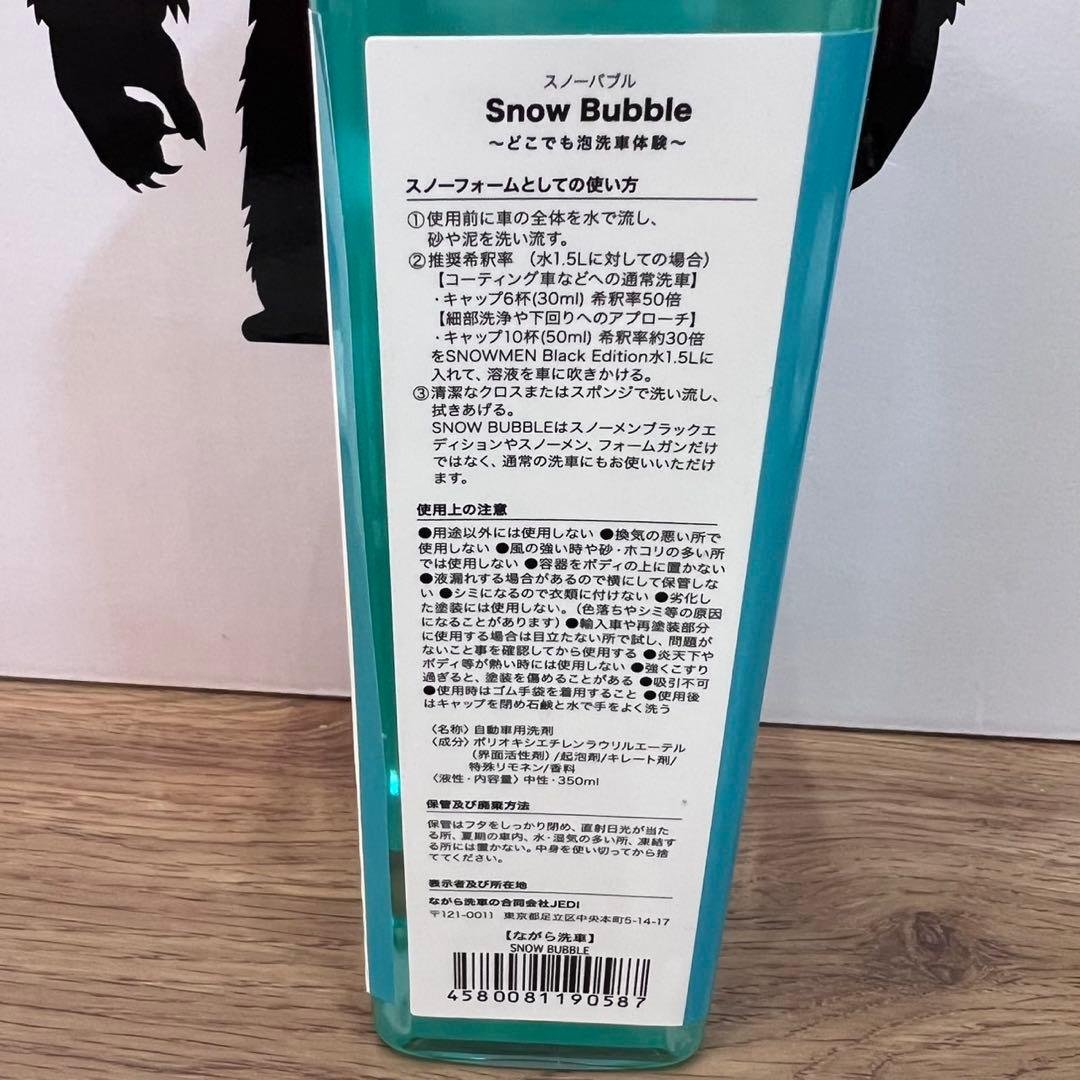 スノーバブル
Snow Bubble
～どこでも泡洗車体験～
スノーフォームとしての使い方
①使用前に車の全体を水で流し、
砂や泥を洗い流す。
②推奨希釈率 （水1.5Lに対しての場合）
【コーティング車などへの通常洗車】
・キャップ6杯(30ml) 希釈率50倍
【細部洗浄や下回りへのアプローチ】
・キャップ10杯(50ml) 希釈率約30倍
をSNOWMEN Black Edition水1.5Lに
入れて、溶液を車に吹きかける。
③清潔なクロスまたはスポンジで洗い流し、
拭きあげる。
SNOW BUBBLEはスノーメンブラックエ
ディションやスノーメン、フォームガンだけ
ではなく、通常の洗車にもお使いいただけ
ます。
使用上の注意
●用途以外には使用しない ●換気の悪い所で
使用しない ●風の強い時や砂・ホコリの多い所
では使用しない ●容器をボディの上に置かない
●液漏れする場合があるので横にして保管しな
い ●シミになるので衣類に付けない ●劣化し
た塗装には使用しない。（色落ちやシミ等の原因
になることがあります）●輸入車や再塗装部分
に使用する場合は目立たない所で試し、問題が
ないこと事を確認してから使用する ●炎天下や
ボディ等が熱い時には使用しない ●強くこすり
過ぎると、塗装を傷めることがある ●吸引不可
●使用時はゴム手袋を着用すること ●使用後
はキャップを閉め石鹸と水で手をよく洗う
〈名称〉自動車用洗剤
〈成分〉ポリオキシエチレンラウリルエーテル
（界面活性剤）/起泡剤/キレート剤/
特殊リモネン/香料
〈液性・内容量〉中性・350ml
保管及び廃棄方法
保管はフタをしっかり閉め、直射日光が当た
る所、夏期の車内、水・湿気の多い所、凍結す
る所には置かない。中身を使い切ってから捨
ててください。
表示者及び所在地
ながら洗車の合同会社JEDI
〒121-0011 東京都足立区中央本町5-14-17
【ながら洗車】
SNOW BUBBLE
4580081190587